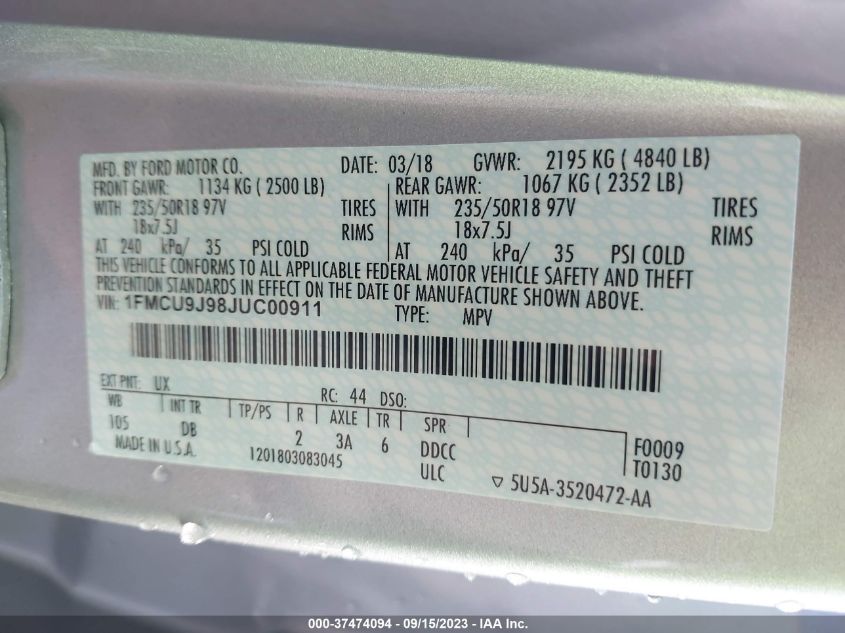 MFD. BY FORD MOTOR CO. DATE: 03/18 GVWR: 2195 KG ( 4840 LB)
FRONT GAWR: 1134 KG ( 2500 LB) REAR GAWR: 1067 KG ( 2352 LB)
WITH 235/50R18 97V TIRES WITH 235/50R18 97V TIRES
18x7.5J RIMS 18x7.5J RIMS
AT 240 kPa/ 35 PSI COLD AT 240 kPa/ 35 PSI COLD
THIS VEHICLE CONFORMS TO ALL APPLICABLE FEDERAL MOTOR VEHICLE SAFETY AND THEFT
PREVENTION STANDARDS IN EFFECT ON THE DATE OF MANUFACTURE SHOWN ABOVE.
VIN: 1FMCU9J98JUC00911 TYPE: MPV
EXT PNT: UX RC: 44 DSO:
WB INT TR TP/PS R AXLE TR SPR
105 DB 2 3A 6 DDCC F0009
MADE IN U.S.A. 1201803083045 ULC T0130
▽ 5U5A-3520472-AA
000-37474094 - 09/15/2023 - IAA Inc.